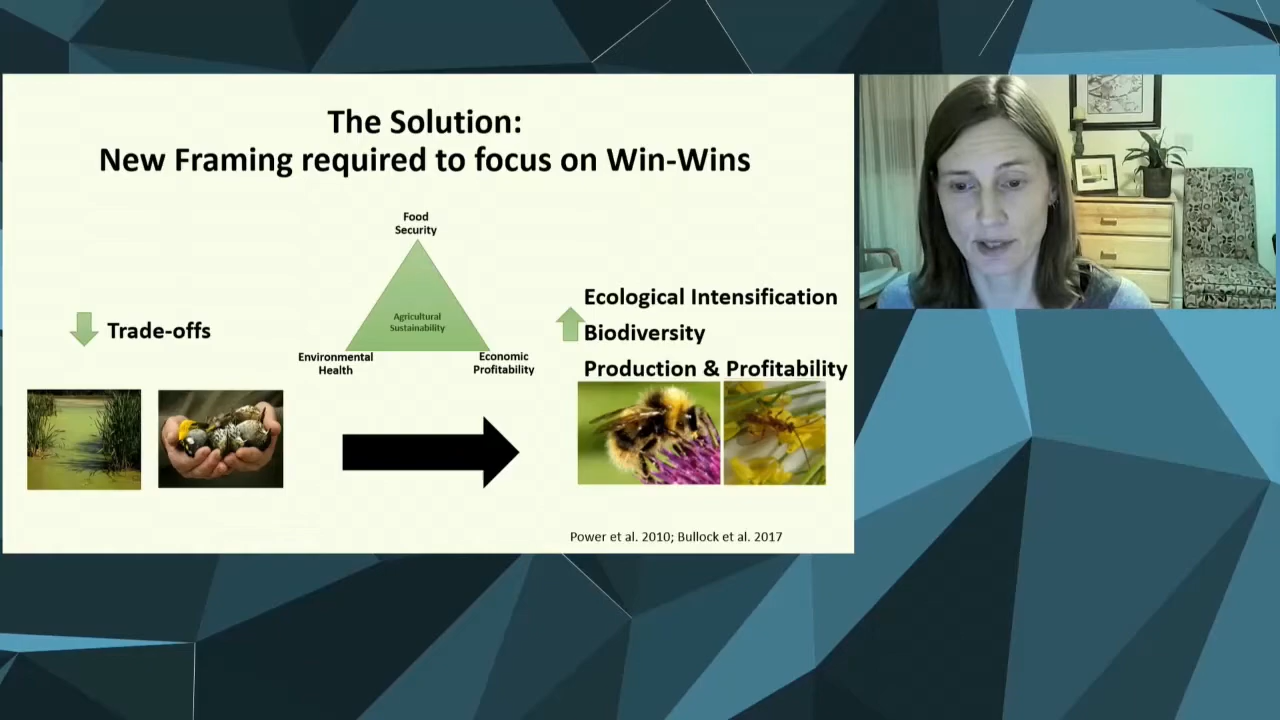 The Solution:
New Framing required to focus on Win-Wins
Food
Security
Agricultural
Sustainability
Environmental
Health
Economic
Profitability
Trade-offs
Ecological Intensification
Biodiversity
Production & Profitability
Power et al. 2010; Bullock et al. 2017